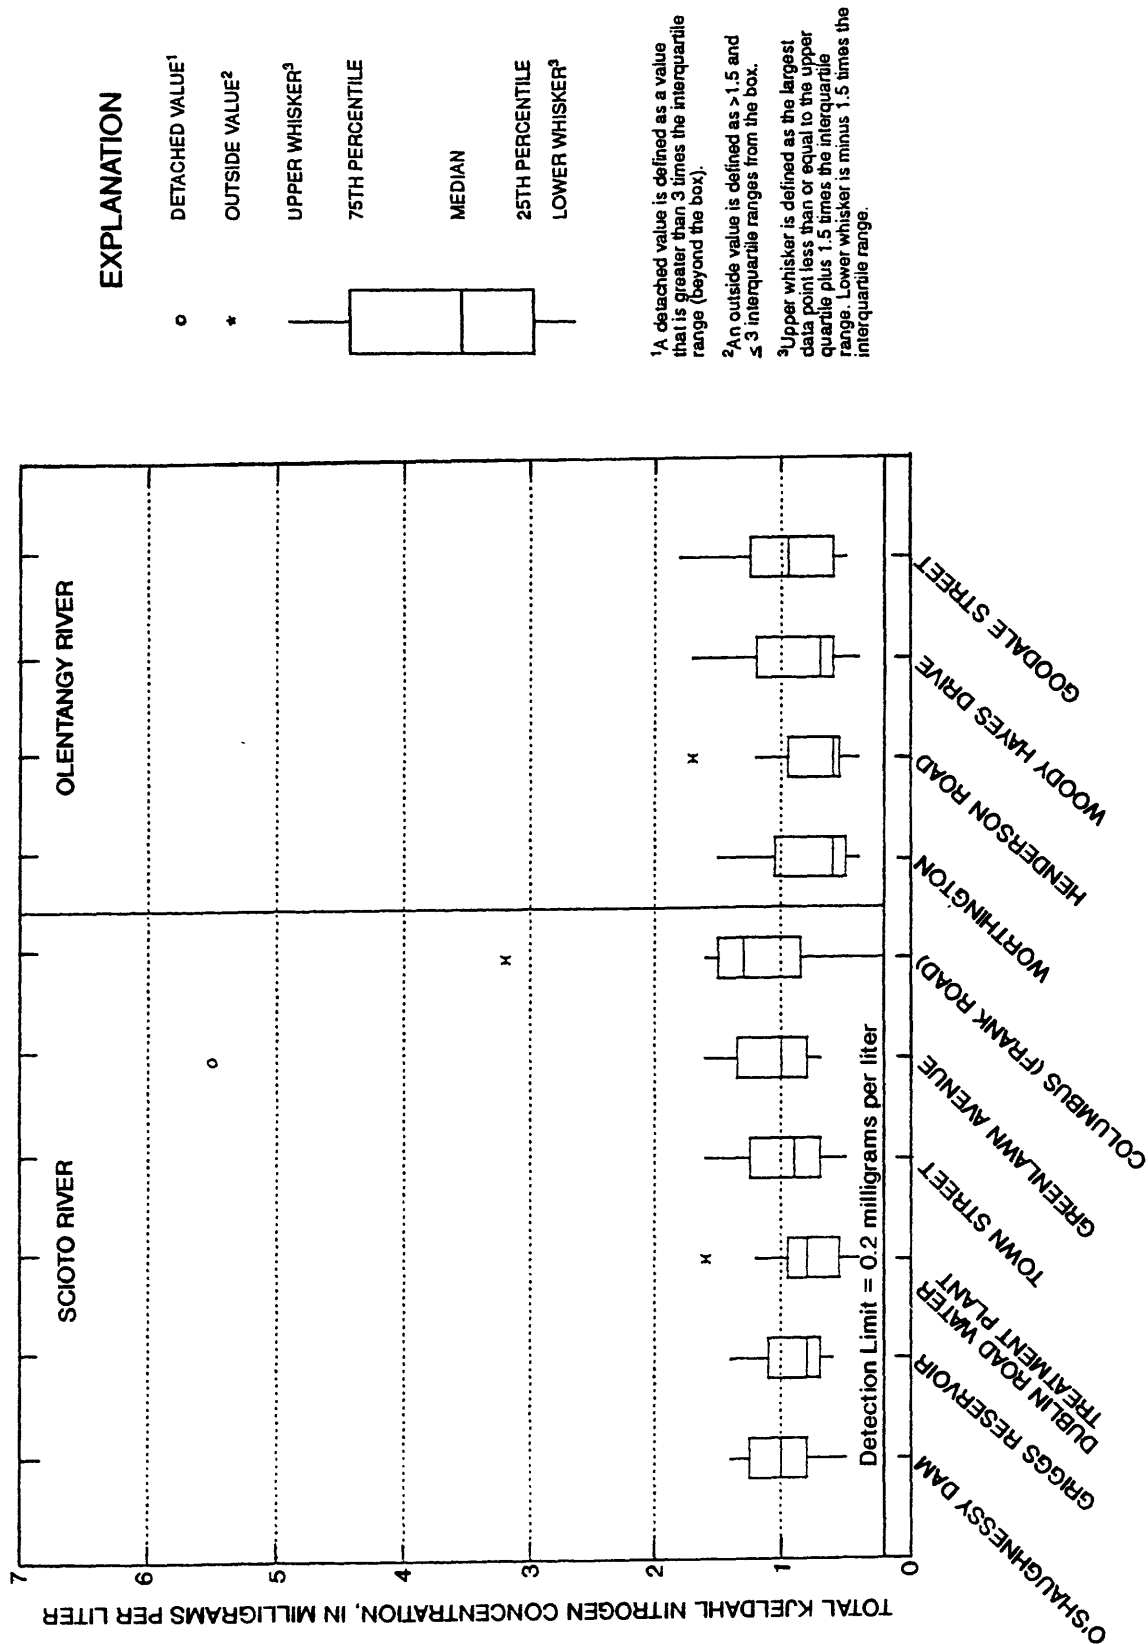 TOTAL KJELDAHL NITROGEN CONCENTRATION, IN MILLIGRAMS PER LITER
7
6
5
4
3
2
1
0
SCIOTO RIVER
OLENTANGY RIVER
Detection Limit = 0.2 milligrams per liter
O'SHAUGHNESSY DAM
GRIGGS RESERVOIR
DUBLIN ROAD WATER
TREATMENT PLANT
TOWN STREET
GREENLAWN AVENUE
COLUMBUS (FRANK ROAD)
WORTHINGTON
HENDERSON ROAD
WOODY HAYES DRIVE
GOODALE STREET
EXPLANATION
DETACHED VALUE¹
OUTSIDE VALUE²
UPPER WHISKER³
75TH PERCENTILE
MEDIAN
25TH PERCENTILE
LOWER WHISKER³
¹A detached value is defined as a value
that is greater than 3 times the interquartile
range (beyond the box).
²An outside value is defined as >1.5 and
≤ 3 interquartile ranges from the box.
³Upper whisker is defined as the largest
data point less than or equal to the upper
quartile plus 1.5 times the interquartile
range. Lower whisker is minus 1.5 times the
interquartile range.